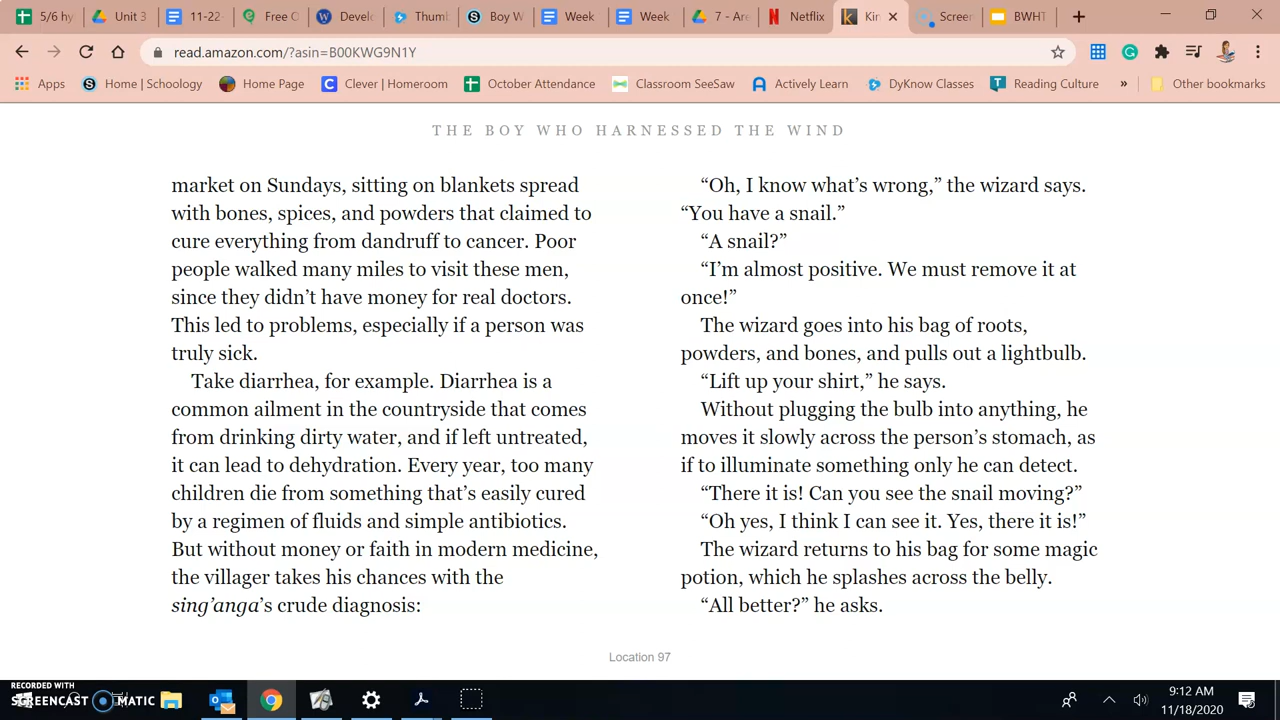 5/6 hy
Unit 3
11-22-
Free C
Develo
Thumb
Boy W
Week
Week
7 - Are
Netflix
Kin
Screen
BWHT
read.amazon.com/?asin=B00KWG9N1Y
Apps
Home | Schoology
Home Page
Clever | Homeroom
October Attendance
Classroom SeeSaw
Actively Learn
DyKnow Classes
Reading Culture
»
Other bookmarks
THE BOY WHO HARNESSED THE WIND
market on Sundays, sitting on blankets spread
with bones, spices, and powders that claimed to
cure everything from dandruff to cancer. Poor
people walked many miles to visit these men,
since they didn’t have money for real doctors.
This led to problems, especially if a person was
truly sick.
Take diarrhea, for example. Diarrhea is a
common ailment in the countryside that comes
from drinking dirty water, and if left untreated,
it can lead to dehydration. Every year, too many
children die from something that’s easily cured
by a regimen of fluids and simple antibiotics.
But without money or faith in modern medicine,
the villager takes his chances with the
sing’anga’s crude diagnosis:
“Oh, I know what’s wrong,” the wizard says.
“You have a snail.”
“A snail?”
“I’m almost positive. We must remove it at
once!”
The wizard goes into his bag of roots,
powders, and bones, and pulls out a lightbulb.
“Lift up your shirt,” he says.
Without plugging the bulb into anything, he
moves it slowly across the person’s stomach, as
if to illuminate something only he can detect.
“There it is! Can you see the snail moving?”
“Oh yes, I think I can see it. Yes, there it is!”
The wizard returns to his bag for some magic
potion, which he splashes across the belly.
“All better?” he asks.
Location 97
RECORDED WITH
SCREENCAST MATIC
9:12 AM
11/18/2020